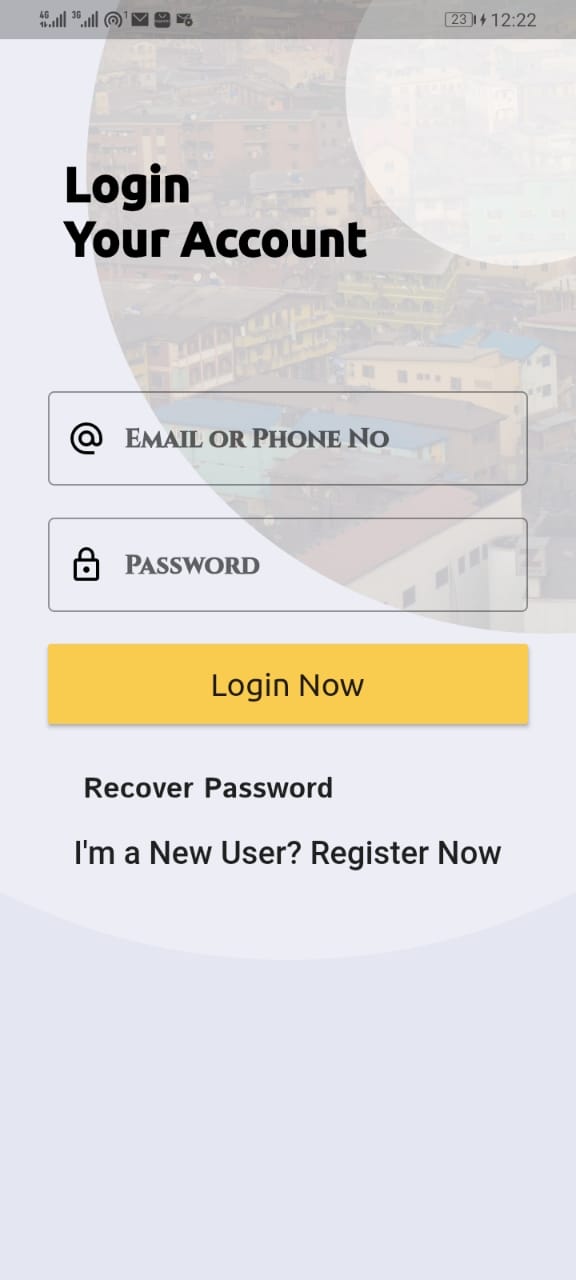 4G 3G 1 23 12:22
Login
Your Account
Email or Phone No
Password
Login Now
Recover Password
I'm a New User? Register Now